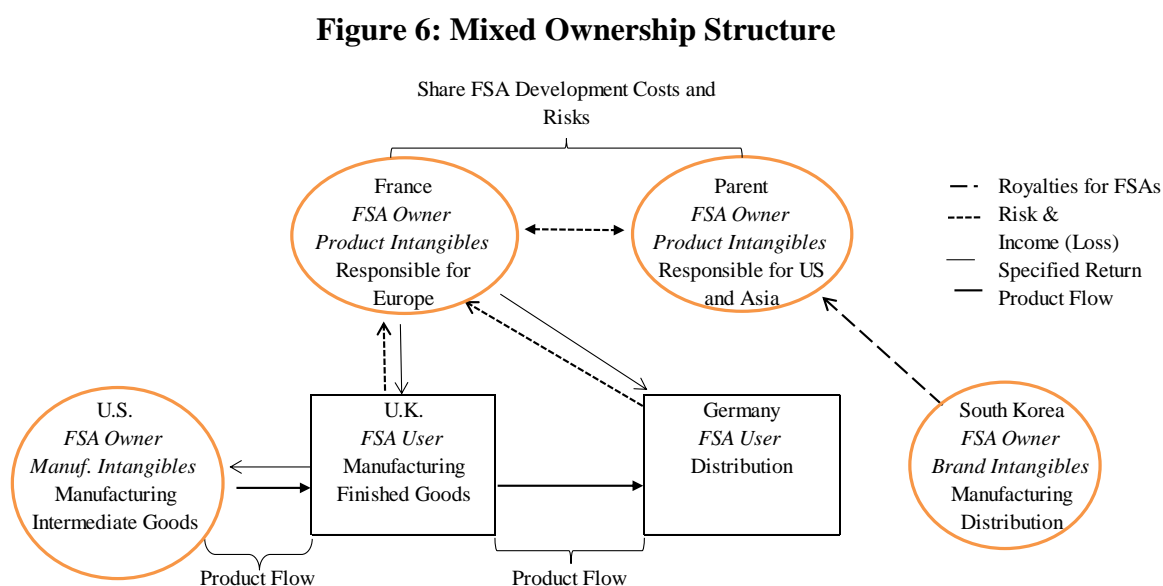 Figure 6: Mixed Ownership Structure
Share FSA Development Costs and
Risks
France
FSA Owner
Product Intangibles
Responsible for
Europe
Parent
FSA Owner
Product Intangibles
Responsible for US
and Asia
Royalties for FSAs
Risk &
Income (Loss)
Specified Return
Product Flow
U.S.
FSA Owner
Manuf. Intangibles
Manufacturing
Intermediate Goods
U.K.
FSA User
Manufacturing
Finished Goods
Germany
FSA User
Distribution
South Korea
FSA Owner
Brand Intangibles
Manufacturing
Distribution
Product Flow
Product Flow